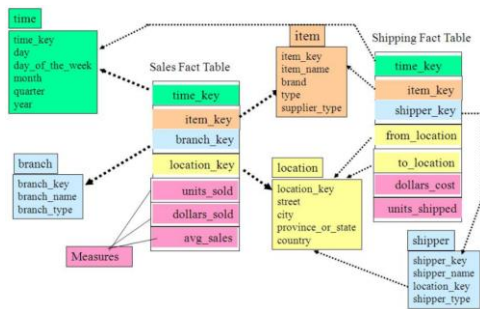 time
time_key
day
day_of_the_week
month
quarter
year
Sales Fact Table
time_key
item_key
branch_key
location_key
units_sold
dollars_sold
avg_sales
Measures
branch
branch_key
branch_name
branch_type
item
item_key
item_name
brand
type
supplier_type
location
location_key
street
city
province_or_state
country
Shipping Fact Table
time_key
item_key
shipper_key
from_location
to_location
dollars_cost
units_shipped
shipper
shipper_key
shipper_name
location_key
shipper_type